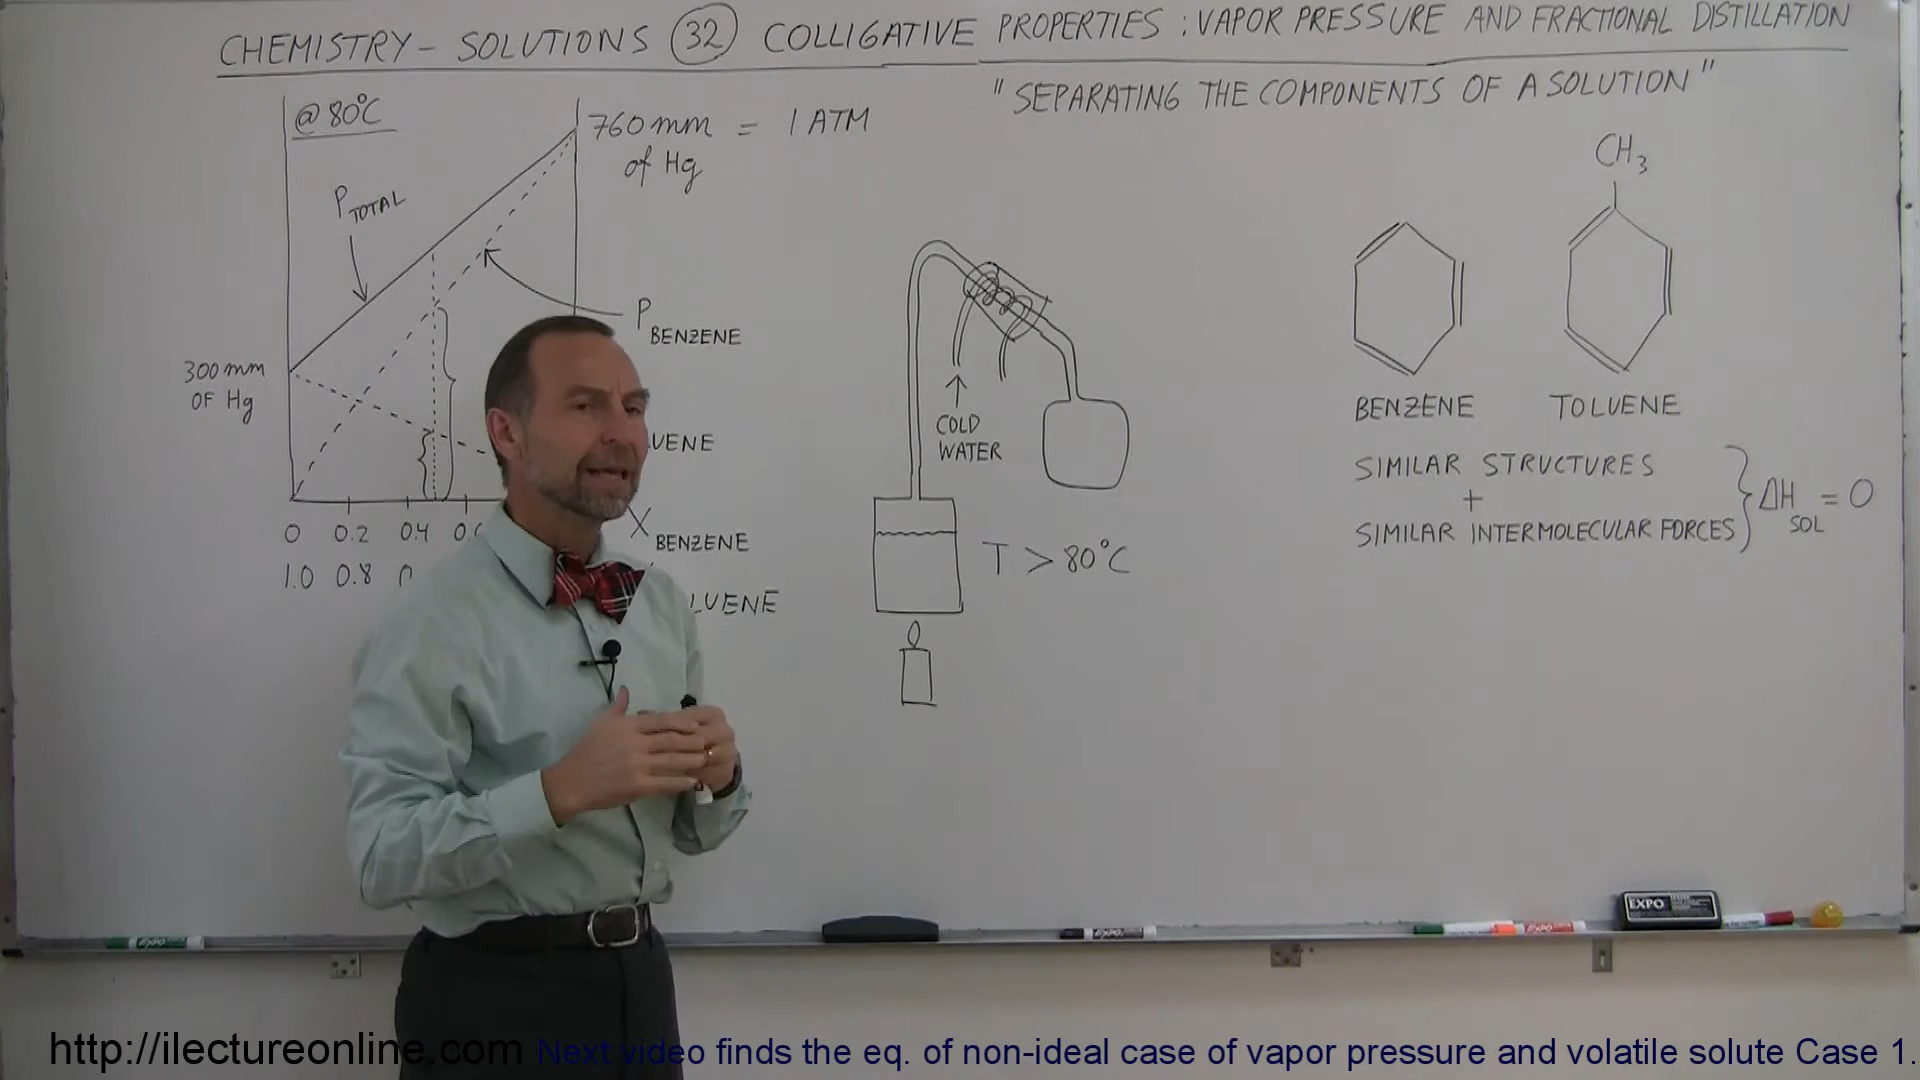 CHEMISTRY - SOLUTIONS 32 COLLIGATIVE PROPERTIES : VAPOR PRESSURE AND FRACTIONAL DISTILLATION
"SEPARATING THE COMPONENTS OF A SOLUTION"
@ 80°C
760 mm = 1 ATM
of Hg
P TOTAL
P BENZENE
300 mm
OF Hg
UENE
0 0.2 0.4
X BENZENE
1.0 0.8
LUENE
COLD
WATER
T > 80°C
CH3
BENZENE TOLUENE
SIMILAR STRUCTURES
+
SIMILAR INTERMOLECULAR FORCES
ΔH SOL = 0
EXPO
EXPO
EXPO
EXPO
http://ilectureonline.com Next video finds the eq. of non-ideal case of vapor pressure and volatile solute Case 1.